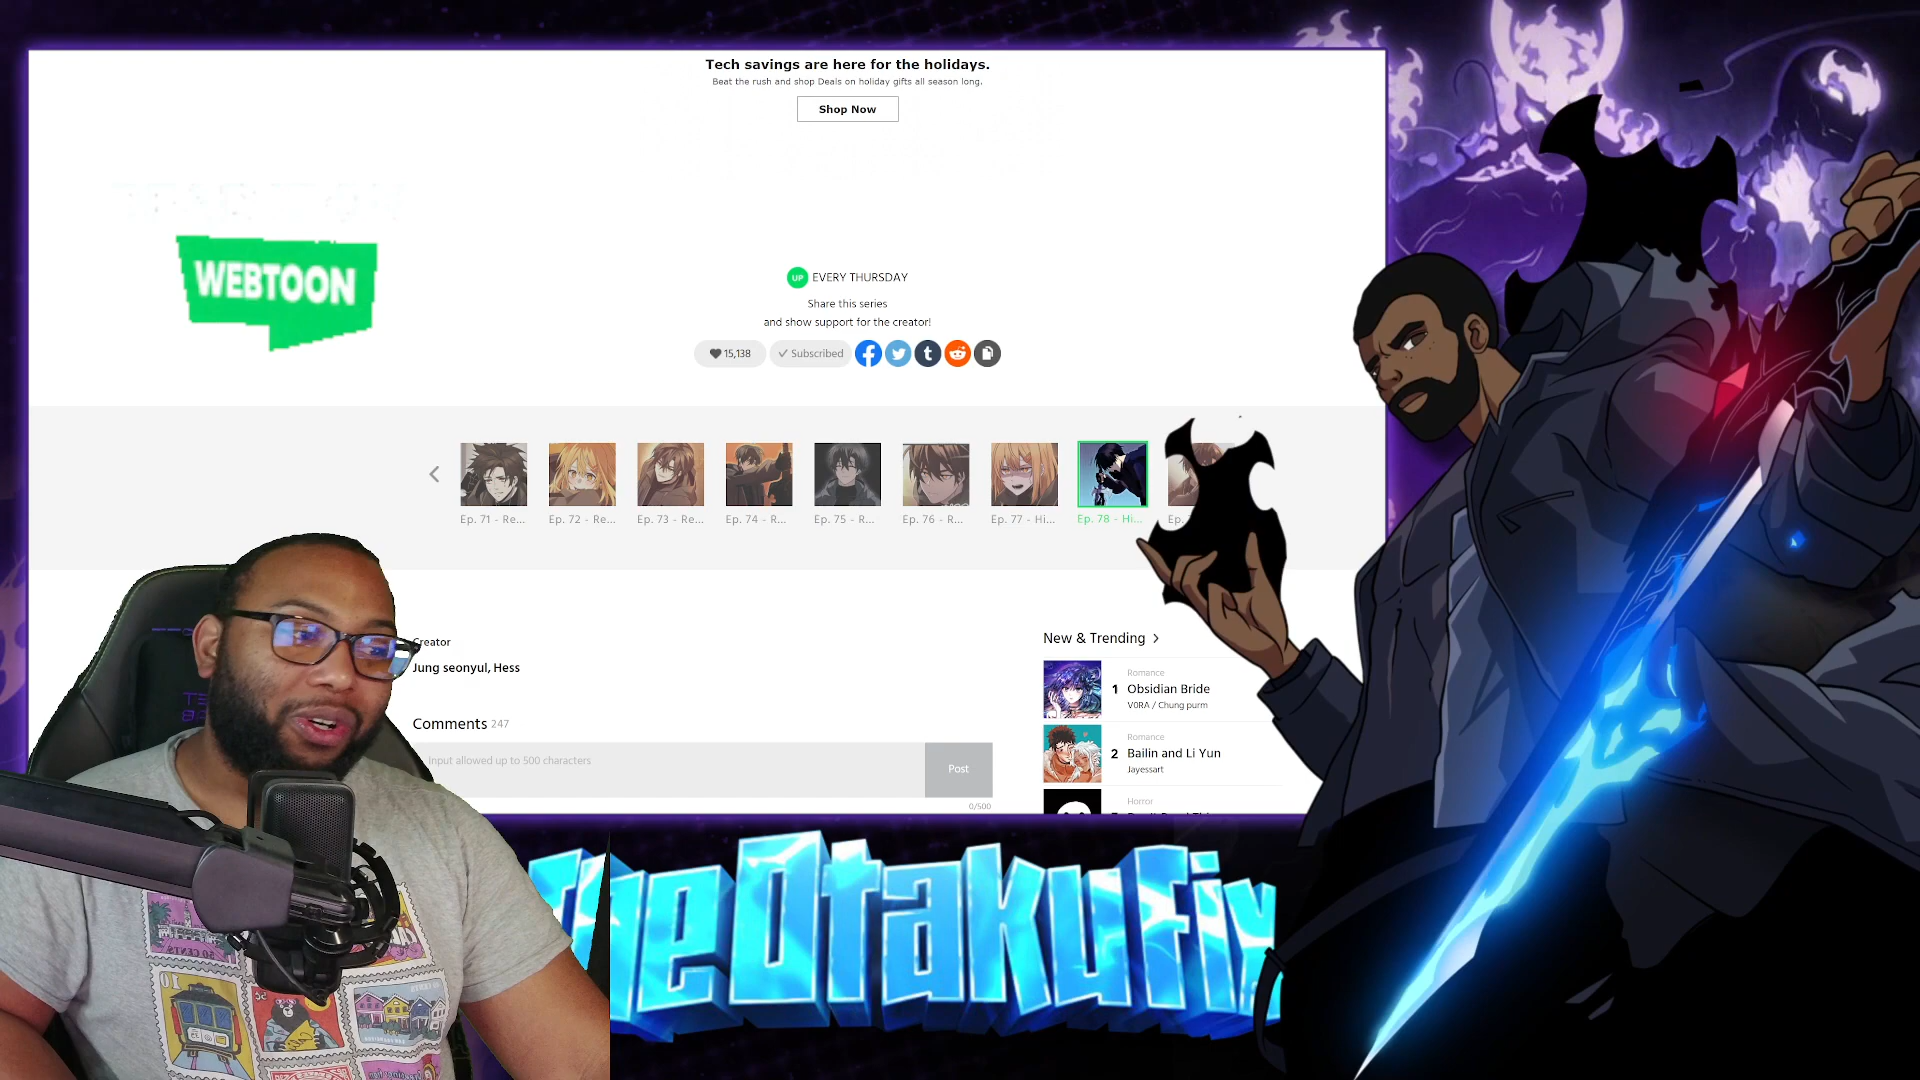 Tech savings are here for the holidays.
Beat the rush and shop Deals on holiday gifts all season long.
Shop Now
WEBTOON
UP EVERY THURSDAY
Share this series
and show support for the creator!
15,138
Subscribed
Ep. 71 - Re...
Ep. 72 - Re...
Ep. 73 - Re...
Ep. 74 - R...
Ep. 75 - R...
Ep. 76 - R...
Ep. 77 - Hi...
Ep. 78 - Hi...
Creator
Jung seonyul, Hess
Comments 247
Input allowed up to 500 characters
Post
0/500
New & Trending
Romance
1 Obsidian Bride
V0RA / Chung purm
Romance
2 Bailin and Li Yun
Jayessart
Horror
TheOtakuFix